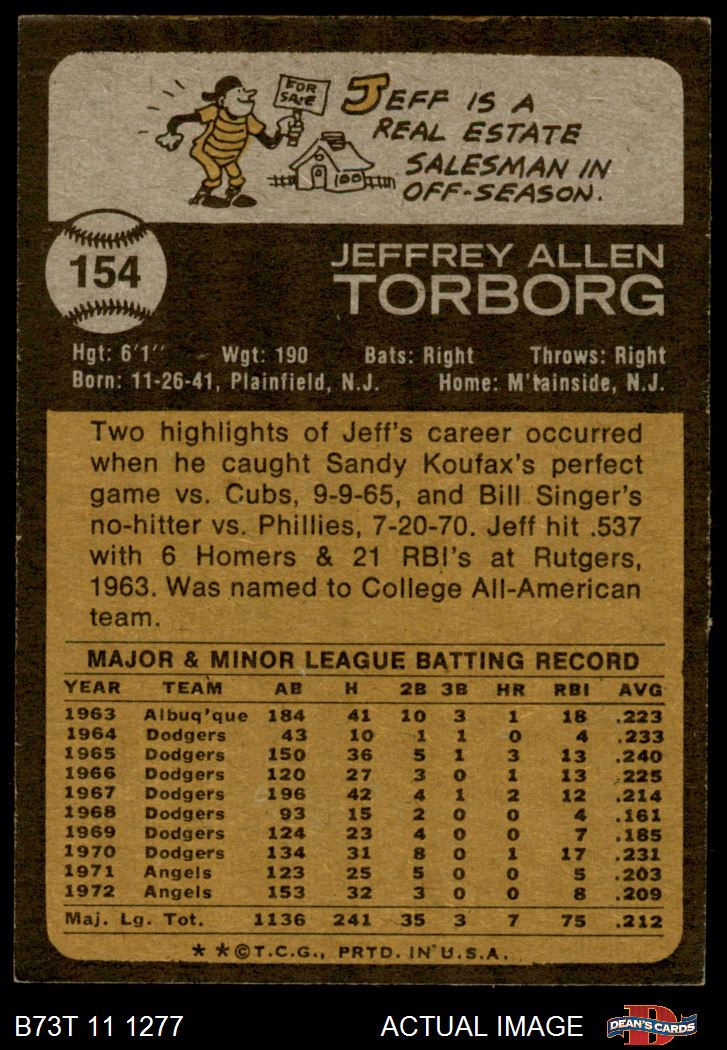 FOR
SALE
JEFF IS A
REAL ESTATE
SALESMAN IN
OFF-SEASON.
154
JEFFREY ALLEN
TORBORG
Hgt: 6'1" Wgt: 190 Bats: Right Throws: Right
Born: 11-26-41, Plainfield, N.J. Home: M'tainside, N.J.
Two highlights of Jeff's career occurred
when he caught Sandy Koufax's perfect
game vs. Cubs, 9-9-65, and Bill Singer's
no-hitter vs. Phillies, 7-20-70. Jeff hit .537
with 6 Homers & 21 RBI's at Rutgers,
1963. Was named to College All-American
team.
MAJOR & MINOR LEAGUE BATTING RECORD
YEAR TEAM AB H 2B 3B HR RBI AVG
1963 Albuq'que 184 41 10 3 1 18 .223
1964 Dodgers 43 10 1 1 0 4 .233
1965 Dodgers 150 36 5 1 3 13 .240
1966 Dodgers 120 27 3 0 1 13 .225
1967 Dodgers 196 42 4 1 2 12 .214
1968 Dodgers 93 15 2 0 0 4 .161
1969 Dodgers 124 23 4 0 0 7 .185
1970 Dodgers 134 31 8 0 1 17 .231
1971 Angels 123 25 5 0 0 5 .203
1972 Angels 153 32 3 0 0 8 .209
Maj. Lg. Tot. 1136 241 35 3 7 75 .212
* *©T.C.G., PRTD. IN U.S.A.
B73T 11 1277 ACTUAL IMAGE D DEAN'S CARDS